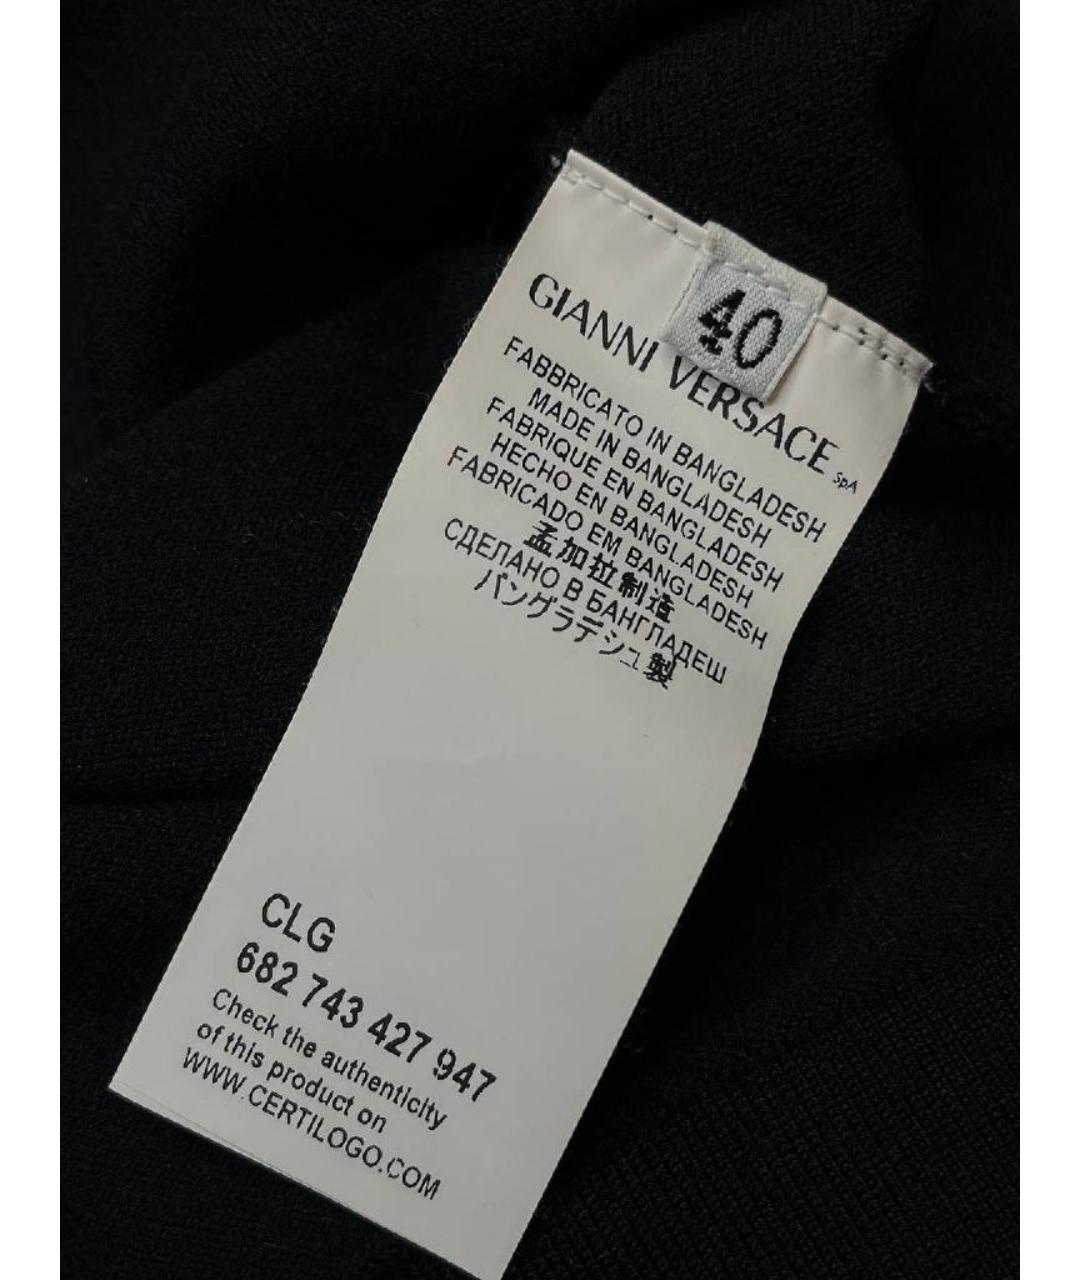 40
GIANNI VERSACE SpA
FABBRICATO IN BANGLADESH
MADE IN BANGLADESH
FABRIQUE EN BANGLADESH
HECHO EN BANGLADESH
FABRICADO EM BANGLADESH
孟加拉制造
СДЕЛАНО В БАНГЛАДЕШ
バングラデシュ製
CLG
682 743 427 947
Check the authenticity
of this product on
WWW.CERTILOGO.COM